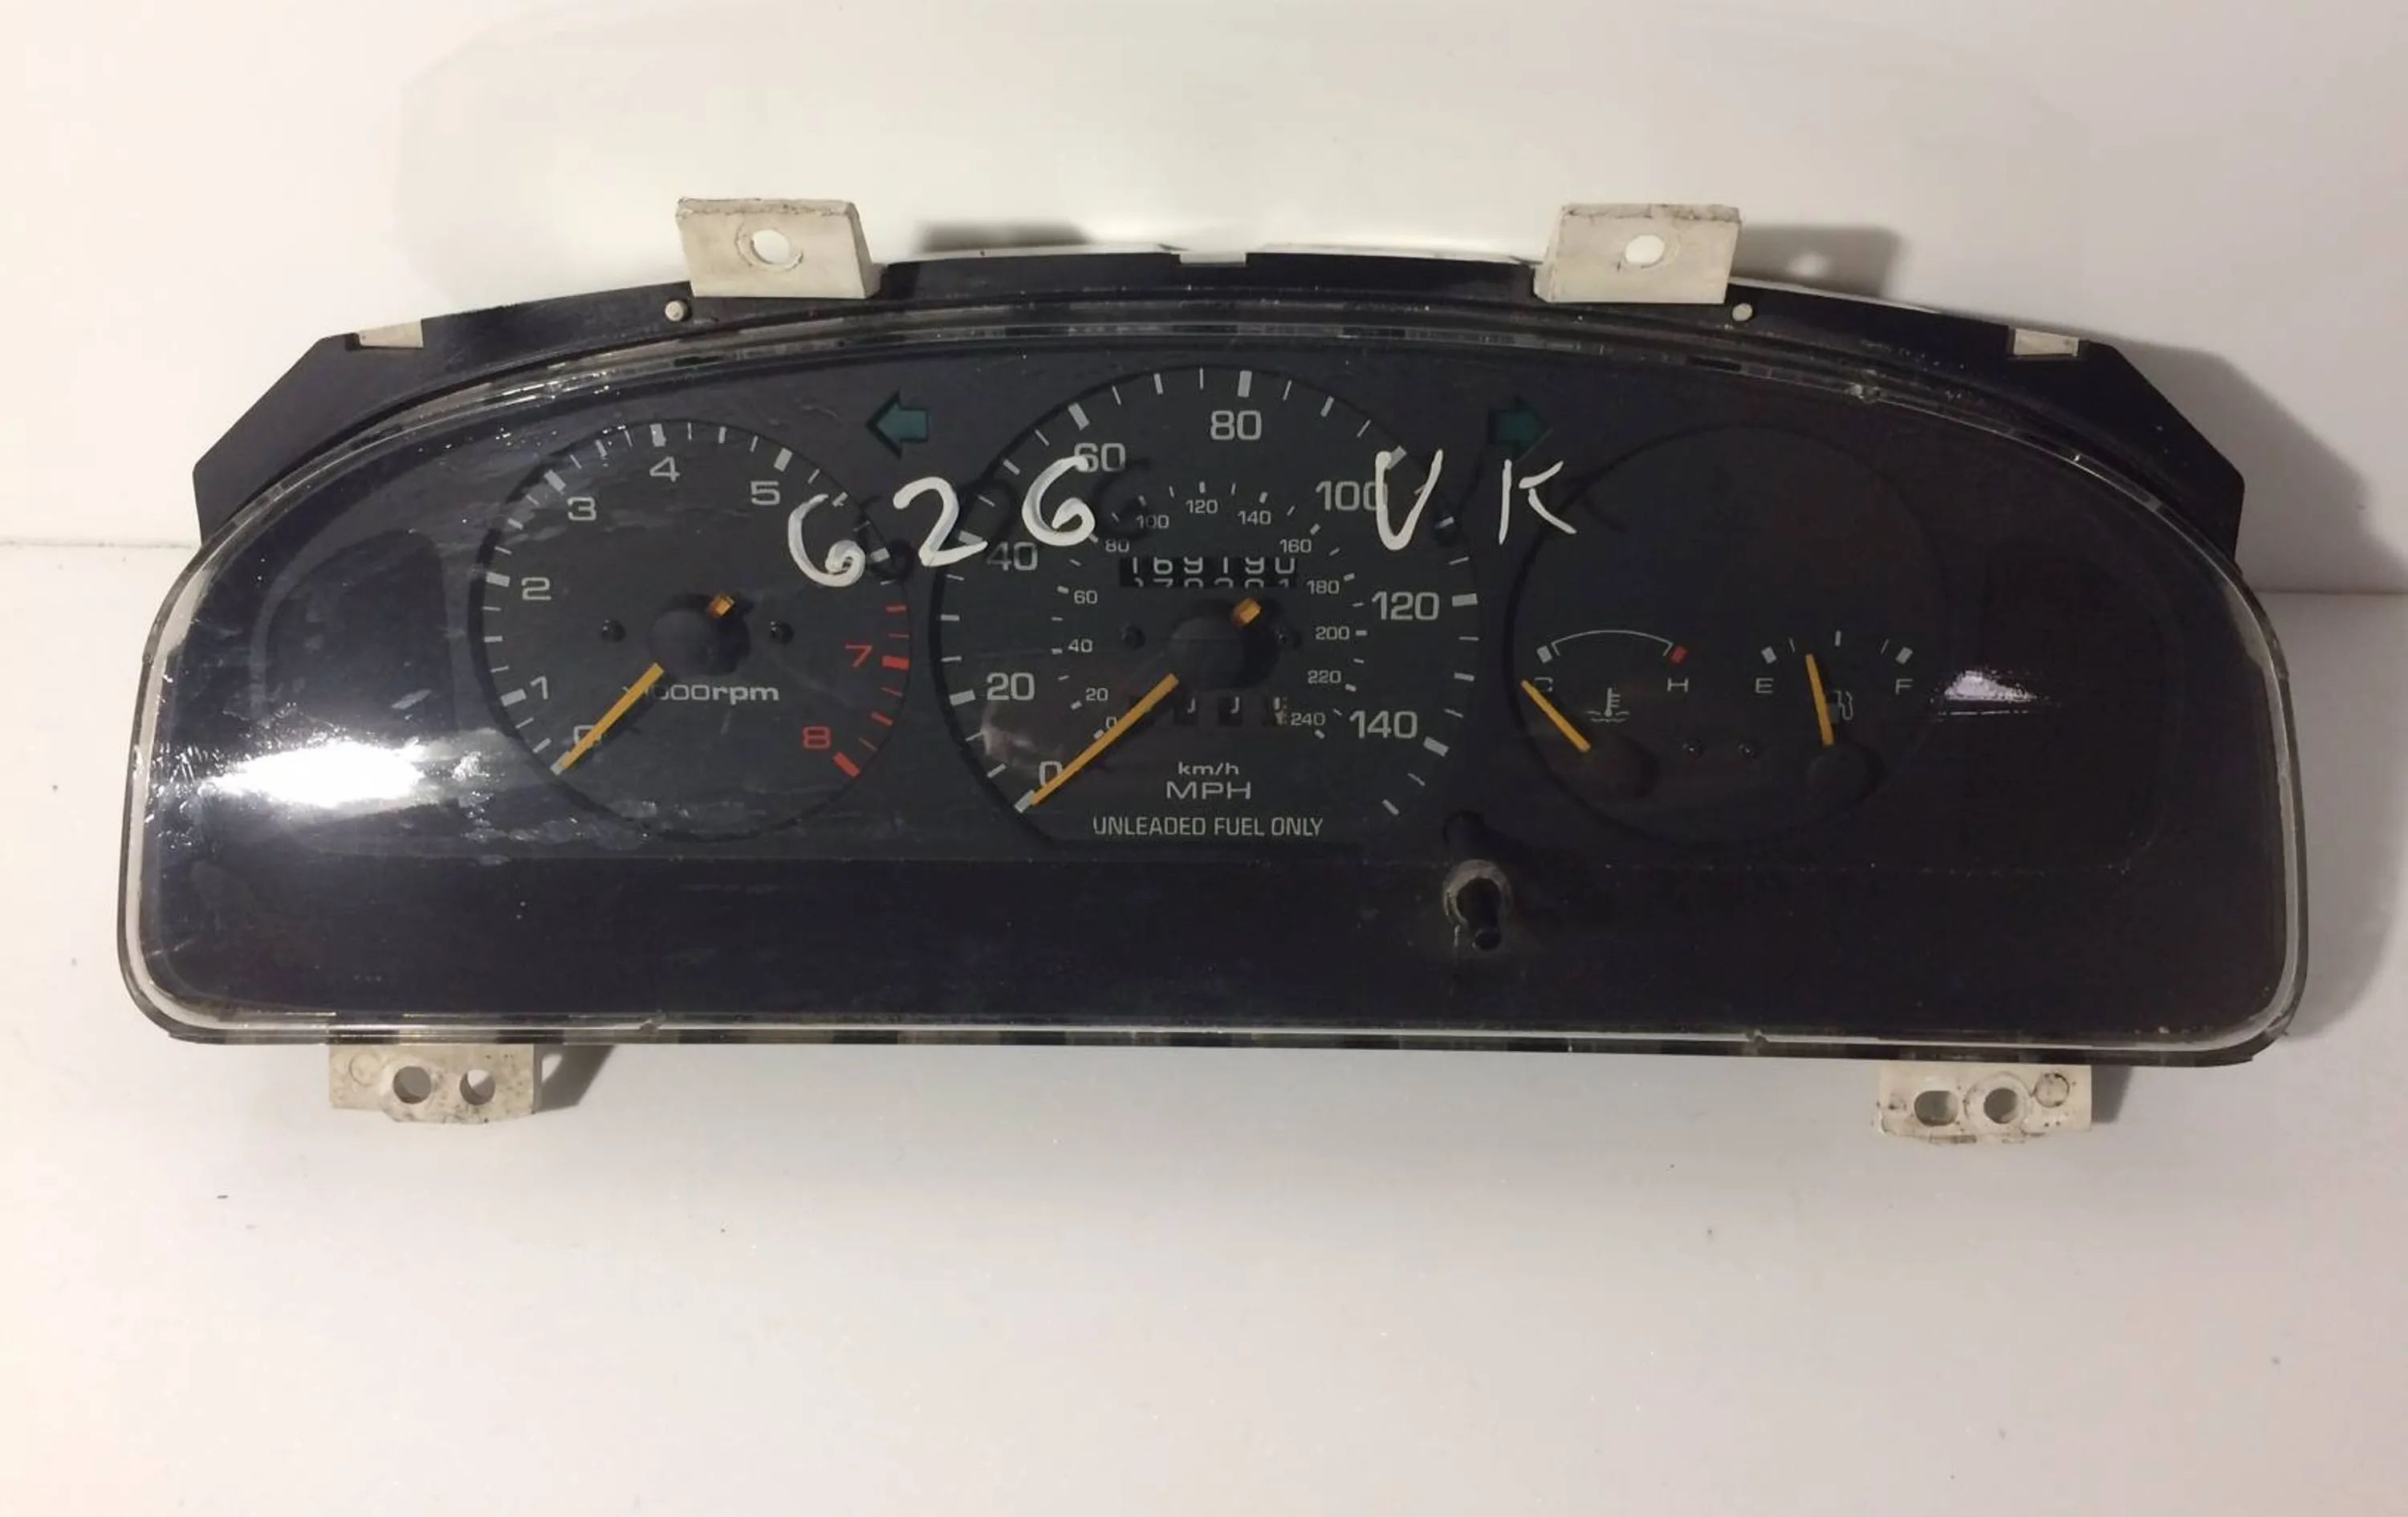 626 VK
1 2 3 4 5 7 8
x1000rpm
0 20 40 60 80 100 120 140
0 20 40 60 80 100 120 140 160 180 200 220 240
169190
km/h
MPH
UNLEADED FUEL ONLY
C H
E F